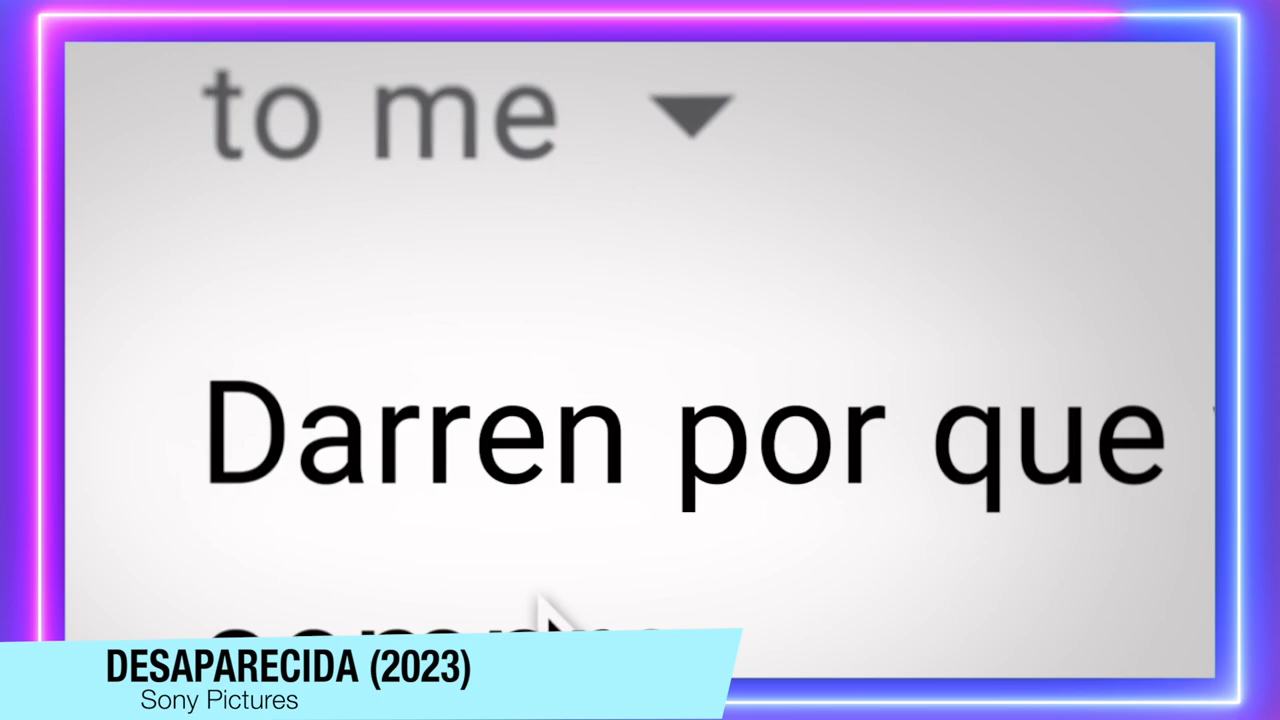 to me
Darren por que
DESAPARECIDA (2023)
Sony Pictures